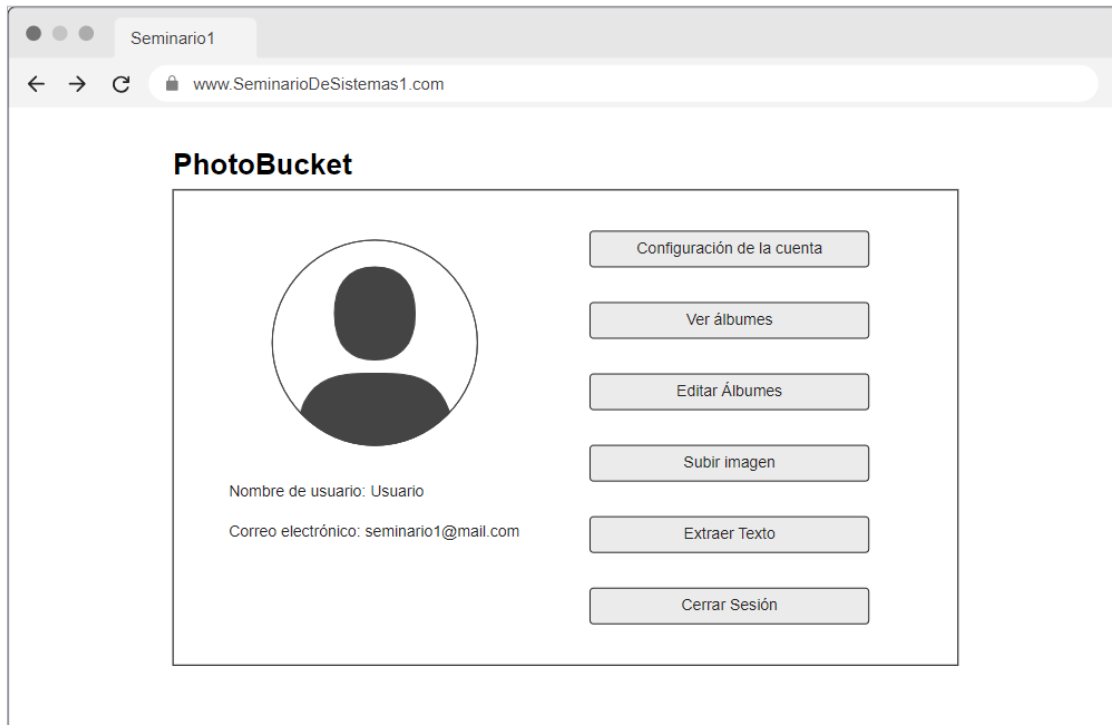 Seminario1
www.SeminarioDeSistemas1.com
PhotoBucket
Nombre de usuario: Usuario
Correo electrónico: seminario1@mail.com
Configuración de la cuenta
Ver álbumes
Editar Álbumes
Subir imagen
Extraer Texto
Cerrar Sesión